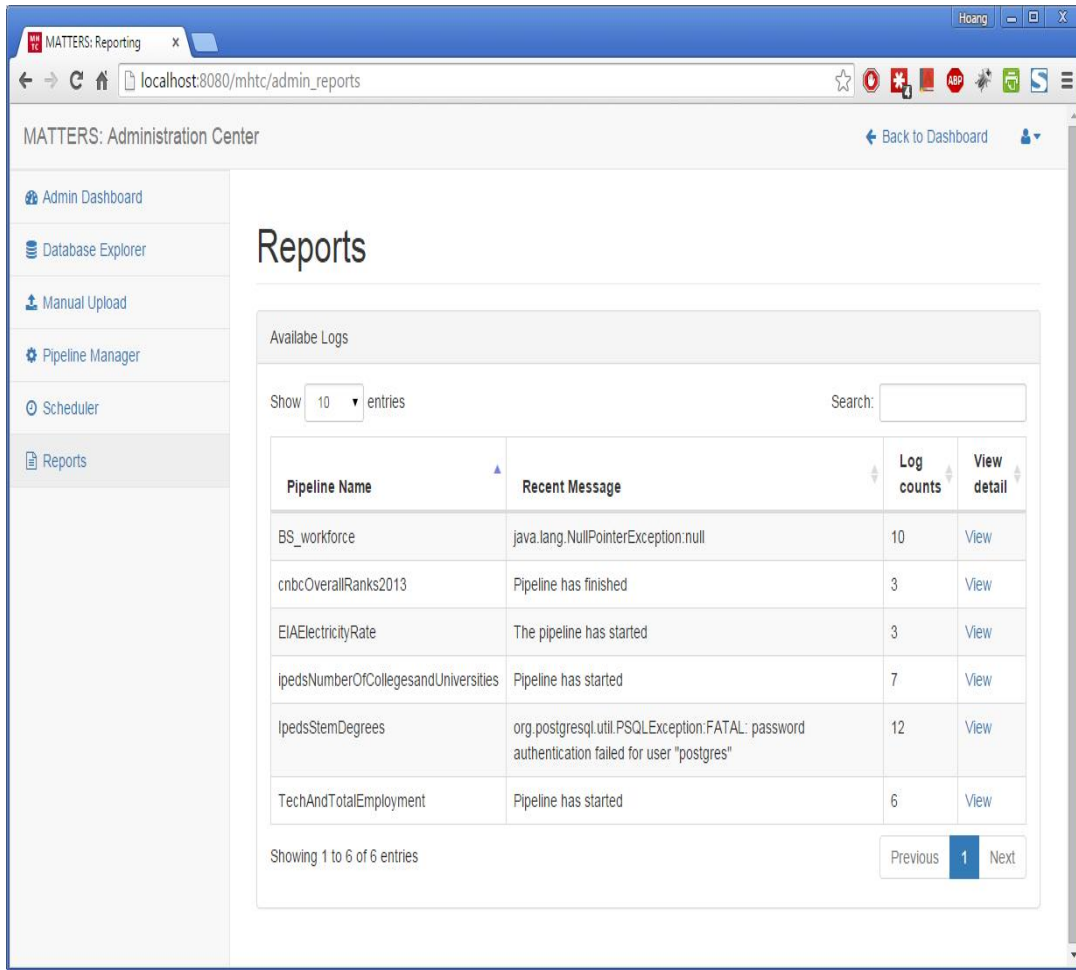 Hoang
MATTERS: Reporting
localhost:8080/mhtc/admin_reports
ABP
4
S
MATTERS: Administration Center
Back to Dashboard
Admin Dashboard
Database Explorer
Manual Upload
Pipeline Manager
Scheduler
Reports
Reports
Availabe Logs
Show 10 entries
Search:
Pipeline Name Recent Message Log counts View detail
BS_workforce java.lang.NullPointerException:null 10 View
cnbcOverallRanks2013 Pipeline has finished 3 View
EIAElectricityRate The pipeline has started 3 View
ipedsNumberOfCollegesandUniversities Pipeline has started 7 View
IpedsStemDegrees org.postgresql.util.PSQLException:FATAL: password
authentication failed for user "postgres" 12 View
TechAndTotalEmployment Pipeline has started 6 View
Showing 1 to 6 of 6 entries
Previous 1 Next